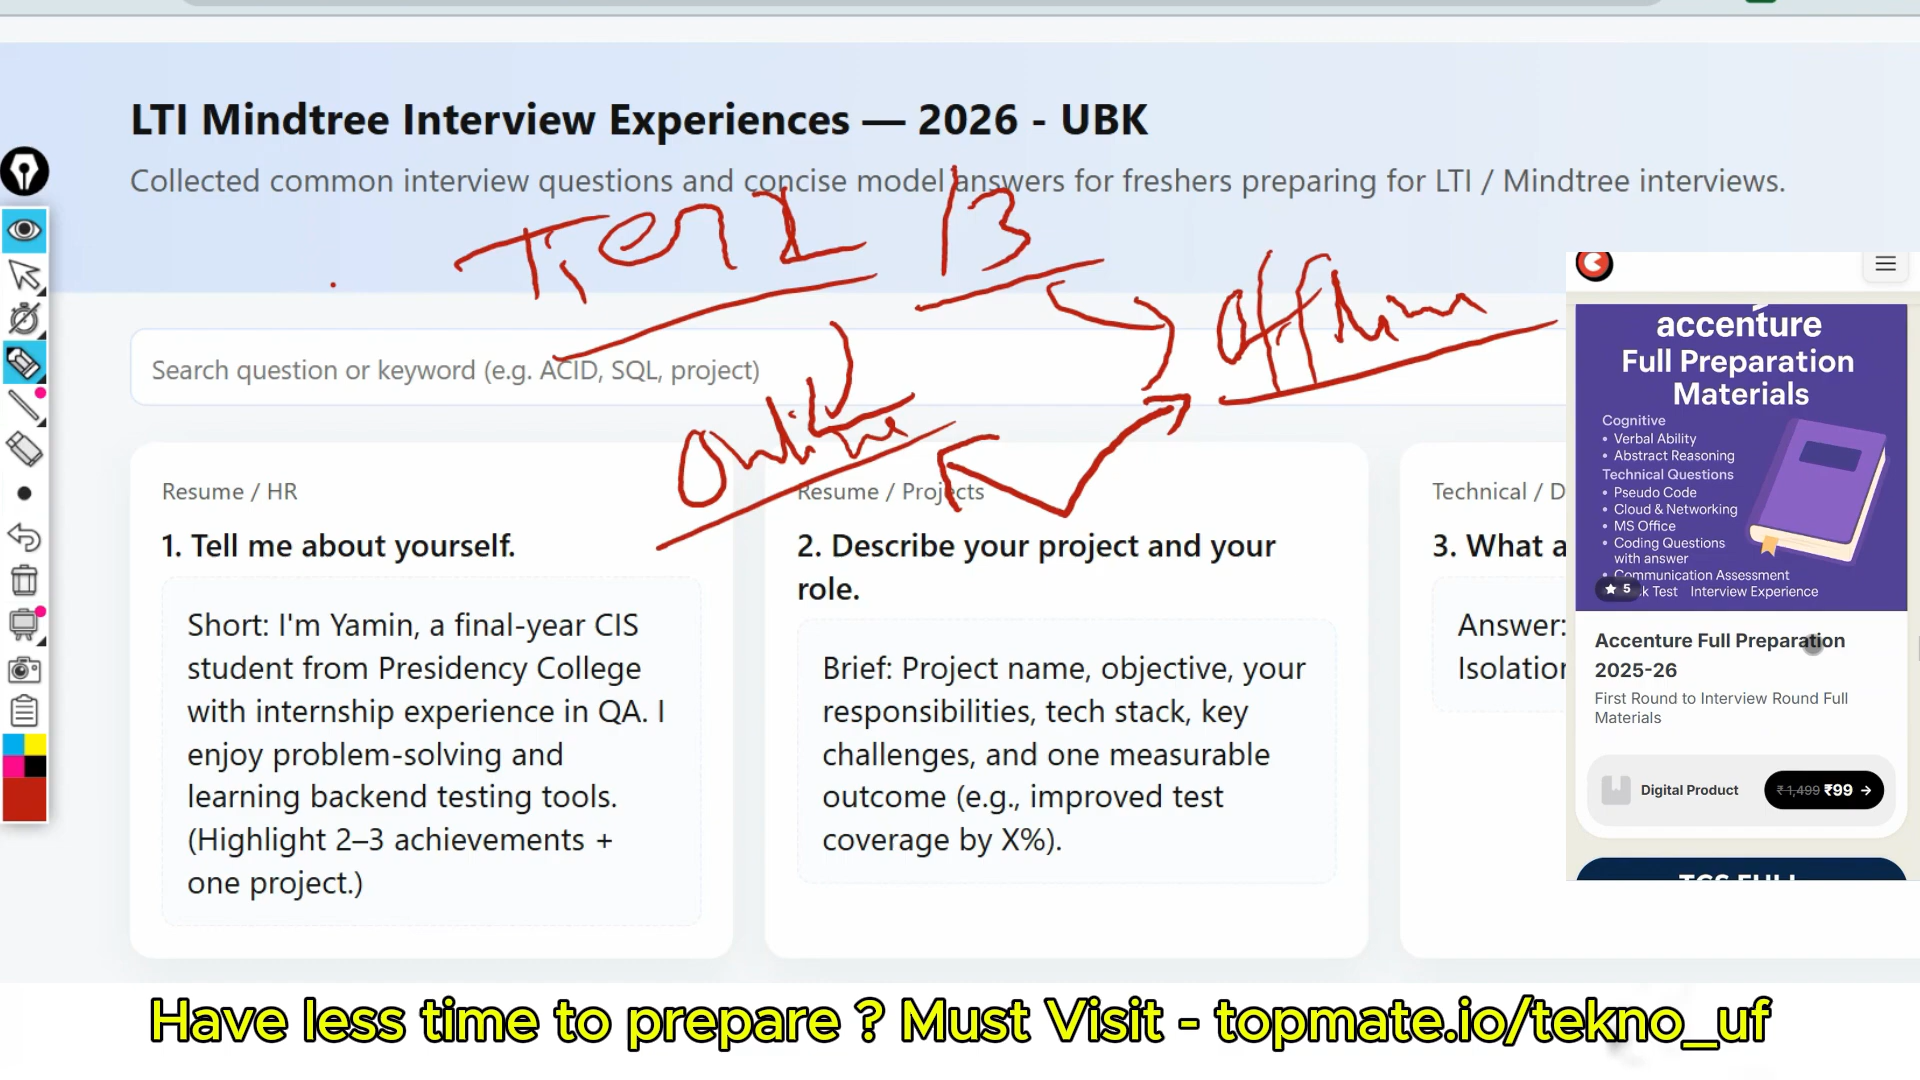 LTI Mindtree Interview Experiences — 2026 - UBK
Collected common interview questions and concise model answers for freshers preparing for LTI / Mindtree interviews.
Tier 2 / 3
offline
online
Search question or keyword (e.g. ACID, SQL, project)
Resume / HR
1. Tell me about yourself.
Short: I'm Yamin, a final-year CIS
student from Presidency College
with internship experience in QA. I
enjoy problem-solving and
learning backend testing tools.
(Highlight 2–3 achievements +
one project.)
Resume / Projects
2. Describe your project and your
role.
Brief: Project name, objective, your
responsibilities, tech stack, key
challenges, and one measurable
outcome (e.g., improved test
coverage by X%).
Technical / D
3. What a
Answer:
Isolation
accenture
Full Preparation
Materials
Cognitive
• Verbal Ability
• Abstract Reasoning
Technical Questions
• Pseudo Code
• Cloud & Networking
• MS Office
• Coding Questions
with answer
• Communication Assessment
k Test Interview Experience
★ 5
Accenture Full Preparation
2025-26
First Round to Interview Round Full
Materials
Digital Product
₹1,499 ₹99 →
Have less time to prepare ? Must Visit - topmate.io/tekno_uf